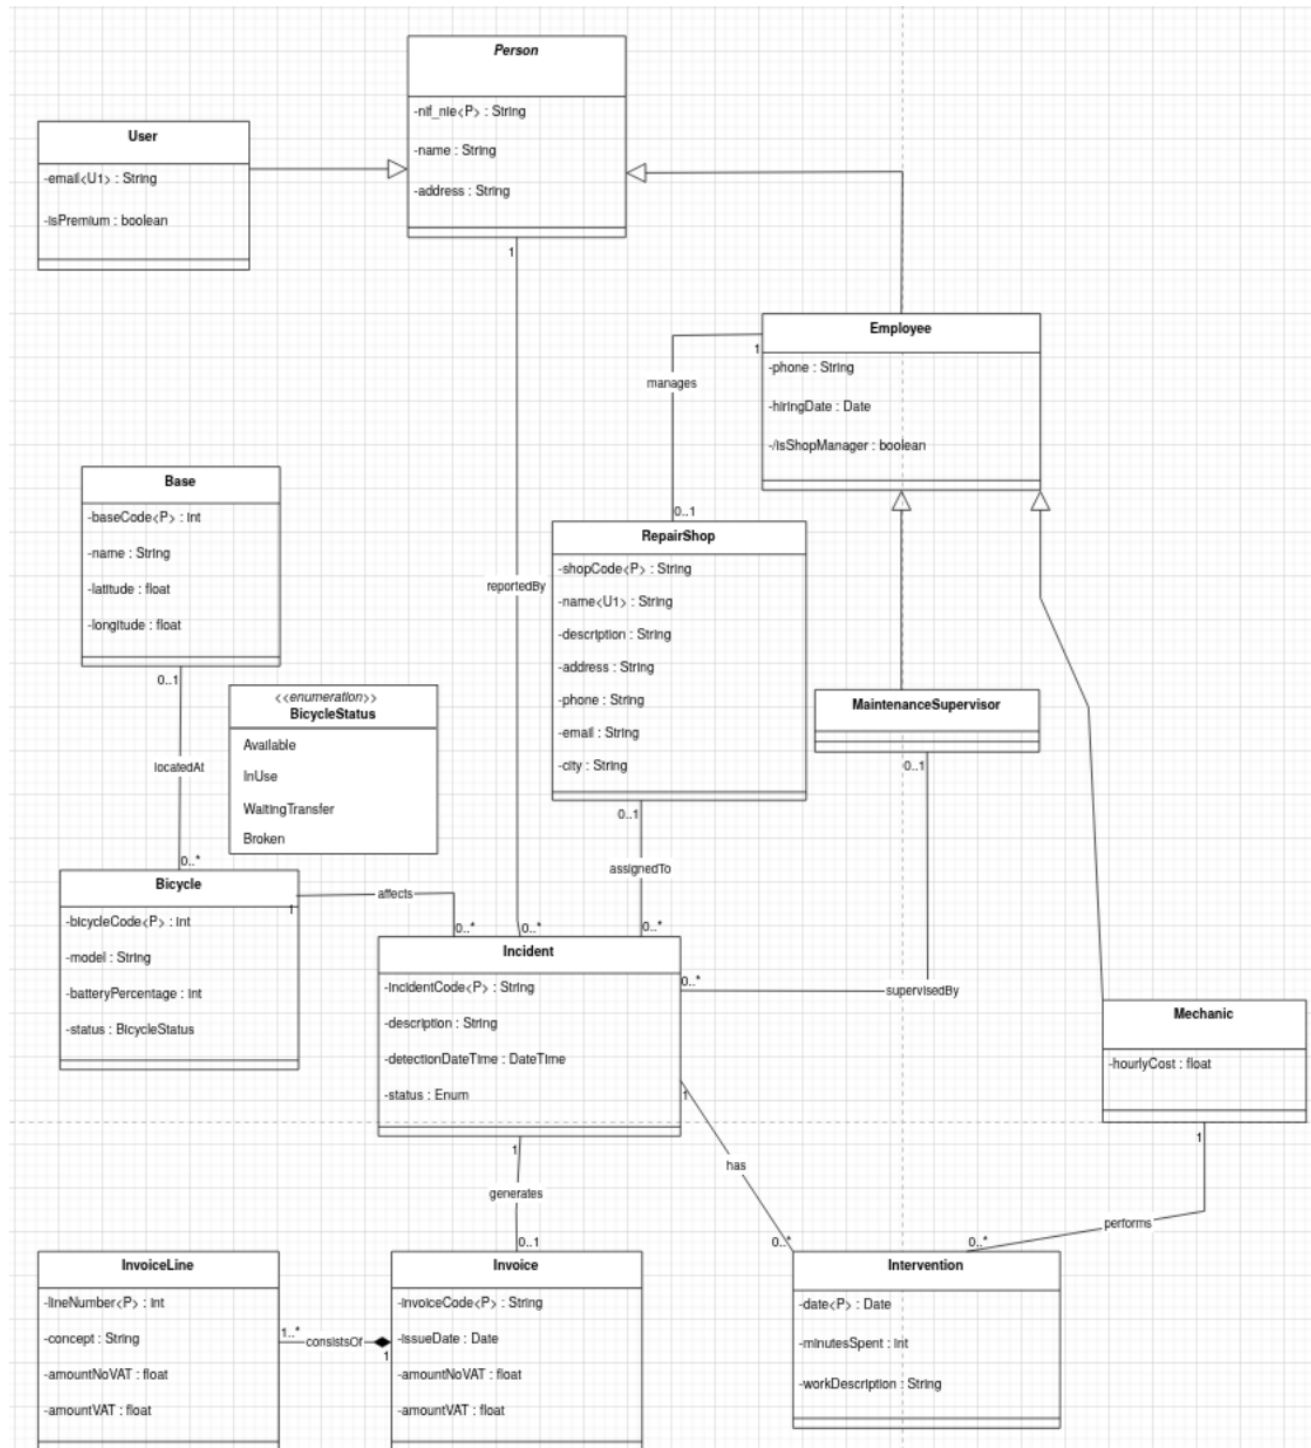 Person
-nif_nie<P> : String
-name : String
-address : String
1
User
-email<U1> : String
-isPremium : boolean
Employee
-phone : String
-hiringDate : Date
-/isShopManager : boolean
1
manages
0..1
Base
-baseCode<P> : int
-name : String
-latitude : float
-longitude : float
0..1
locatedAt
0..*
RepairShop
-shopCode<P> : String
-name<U1> : String
-description : String
-address : String
-phone : String
-email : String
-city : String
0..1
assignedTo
0..*
reportedBy
0..*
<<enumeration>>
BicycleStatus
Available
InUse
WaitingTransfer
Broken
MaintenanceSupervisor
0..1
supervisedBy
0..*
Bicycle
-bicycleCode<P> : int
-model : String
-batteryPercentage : int
-status : BicycleStatus
1
affects
0..*
Incident
-incidentCode<P> : String
-description : String
-detectionDateTime : DateTime
-status : Enum
1
has
0..*
1
generates
0..1
Mechanic
-hourlyCost : float
1
performs
0..*
InvoiceLine
-lineNumber<P> : int
-concept : String
-amountNoVAT : float
-amountVAT : float
1..*
consistsOf
1
Invoice
-invoiceCode<P> : String
-issueDate : Date
-amountNoVAT : float
-amountVAT : float
Intervention
-date<P> : Date
-minutesSpent : int
-workDescription : String